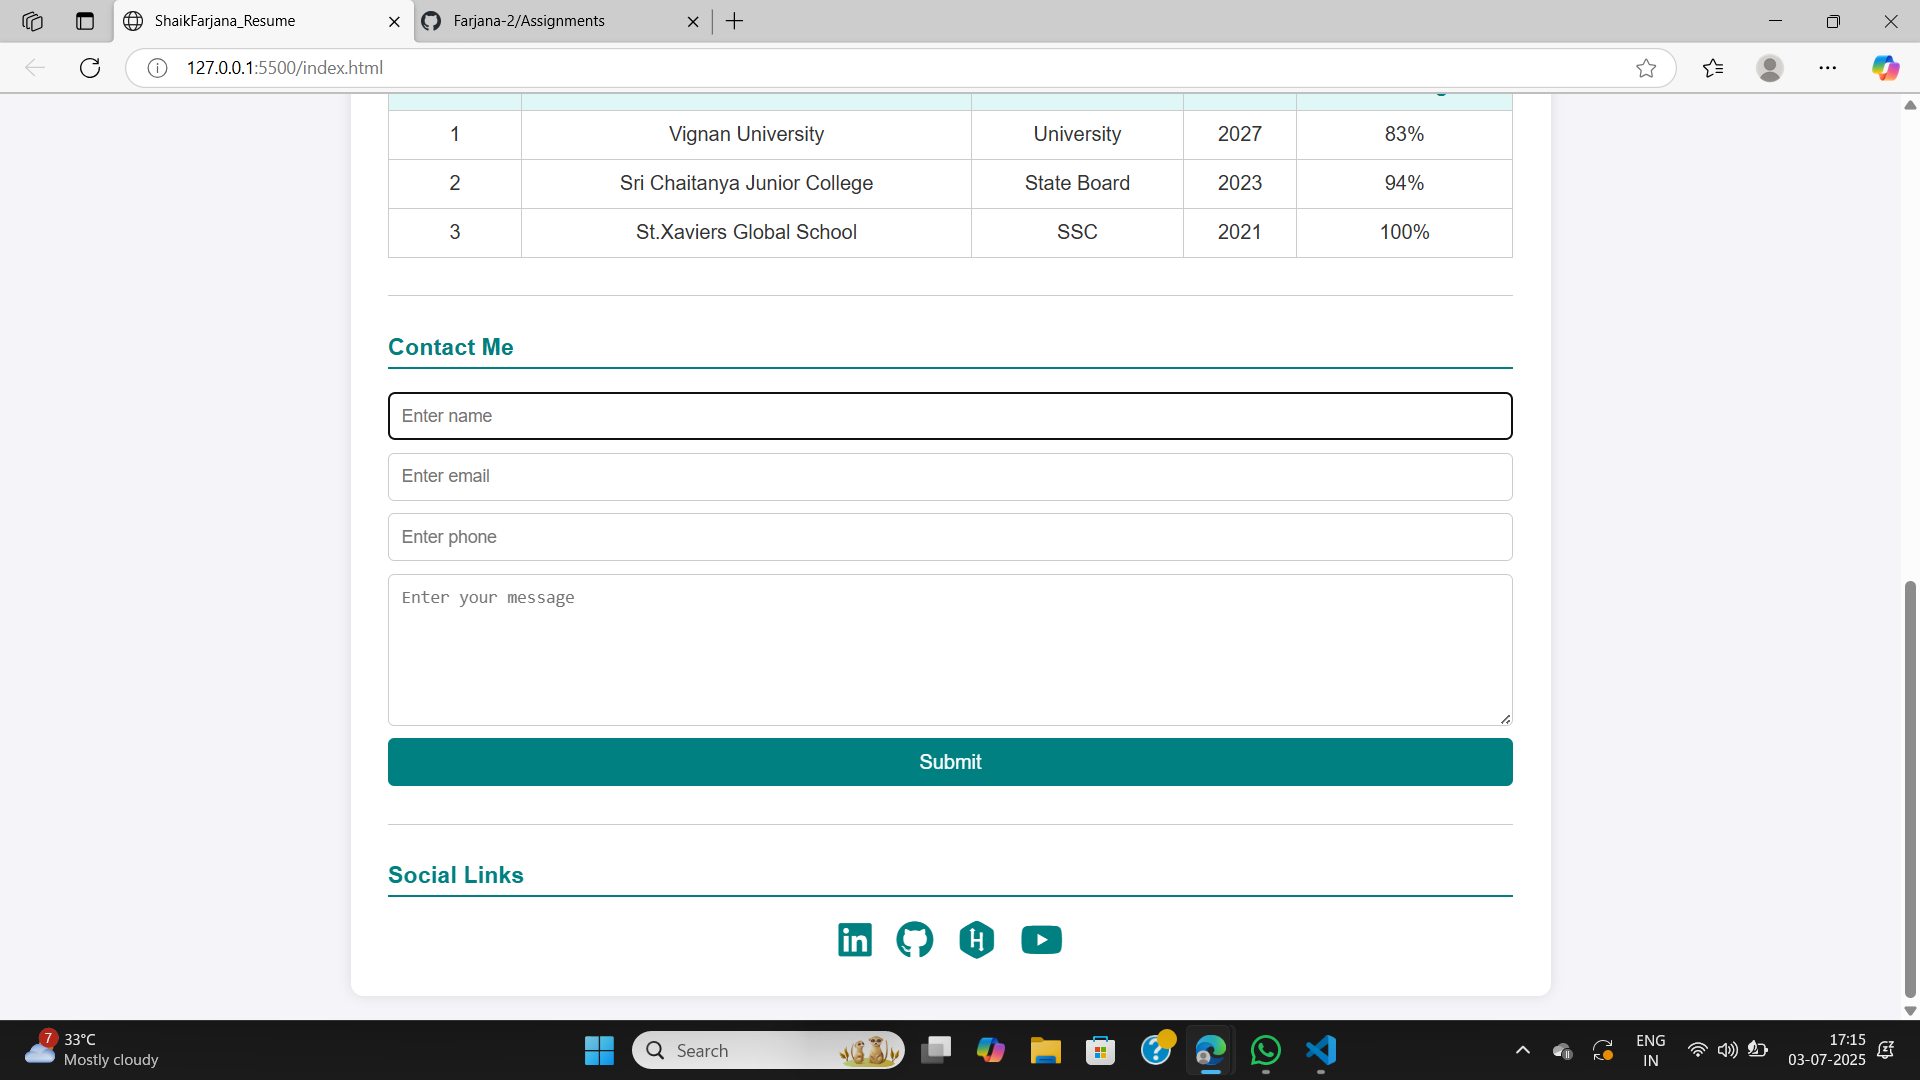 ShaikFarjana_Resume
Farjana-2/Assignments
127.0.0.1:5500/index.html
1 Vignan University University 2027 83%
2 Sri Chaitanya Junior College State Board 2023 94%
3 St.Xaviers Global School SSC 2021 100%
Contact Me
Enter name
Enter email
Enter phone
Enter your message
Submit
Social Links
in
7
33°C
Mostly cloudy
Search
ENG
IN
17:15
03-07-2025